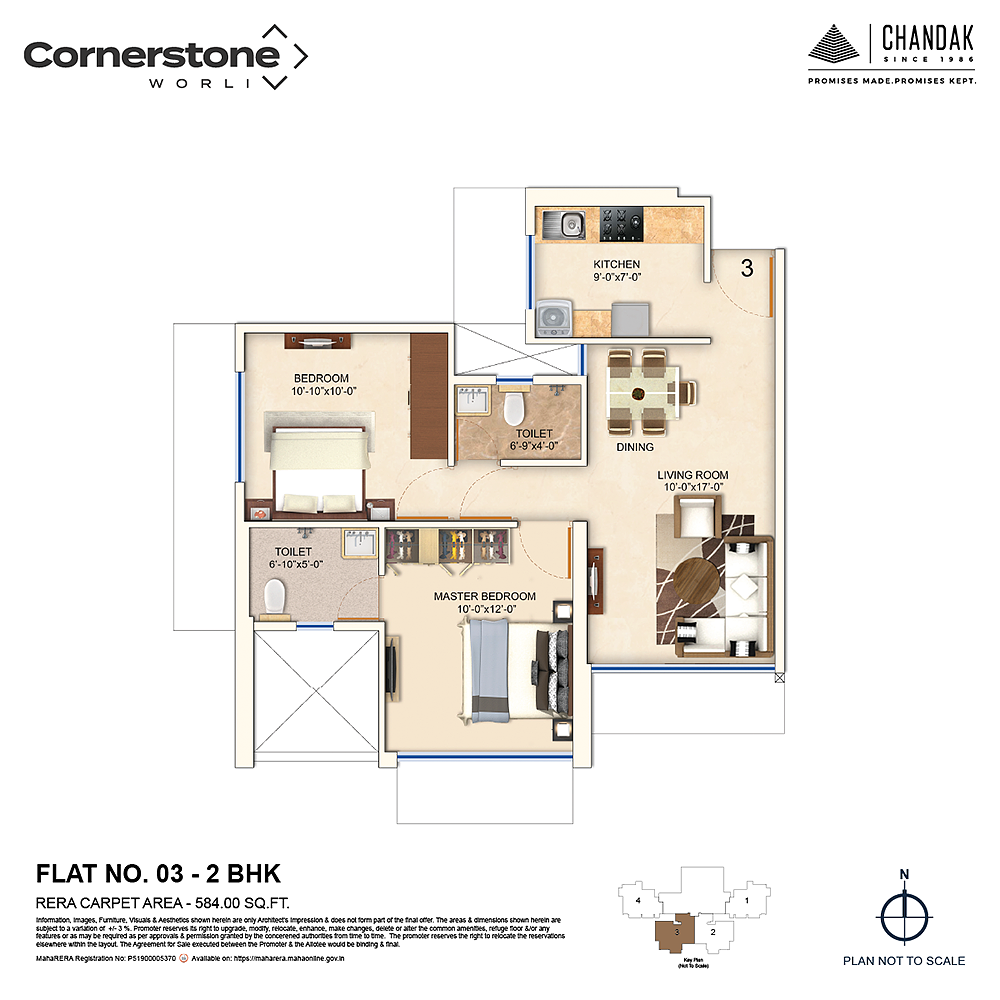 Cornerstone
WORLI
CHANDAK
SINCE 1986
PROMISES MADE.PROMISES KEPT.
KITCHEN
9'-0"x7'-0"
3
BEDROOM
10'-10"x10'-0"
TOILET
6'-9"x4'-0"
DINING
LIVING ROOM
10'-0"x17'-0"
TOILET
6'-10"x5'-0"
MASTER BEDROOM
10'-0"x12'-0"
FLAT NO. 03 - 2 BHK
RERA CARPET AREA - 584.00 SQ.FT.
Information, Images, Furniture, Visuals & Aesthetics shown herein are only Architect's Impression & does not form part of the final offer. The areas & dimensions shown herein are
subject to a variation of +/- 3 %. Promoter reserves its right to upgrade, modify, relocate, enhance, make changes, delete or alter the common amenities, refuge floor &/or any
features or as may be required as per approvals & permission granted by the concerened authorities from time to time. The promoter reserves the right to relocate the reservations
elsewhere within the layout. The Agreement for Sale executed between the Promoter & the Allotee would be binding & final.
MahaRERA Registration No: P51900005370 Available on: https://maharera.mahaonline.gov.in
4
1
3
2
Key Plan
(Not To Scale)
N
PLAN NOT TO SCALE